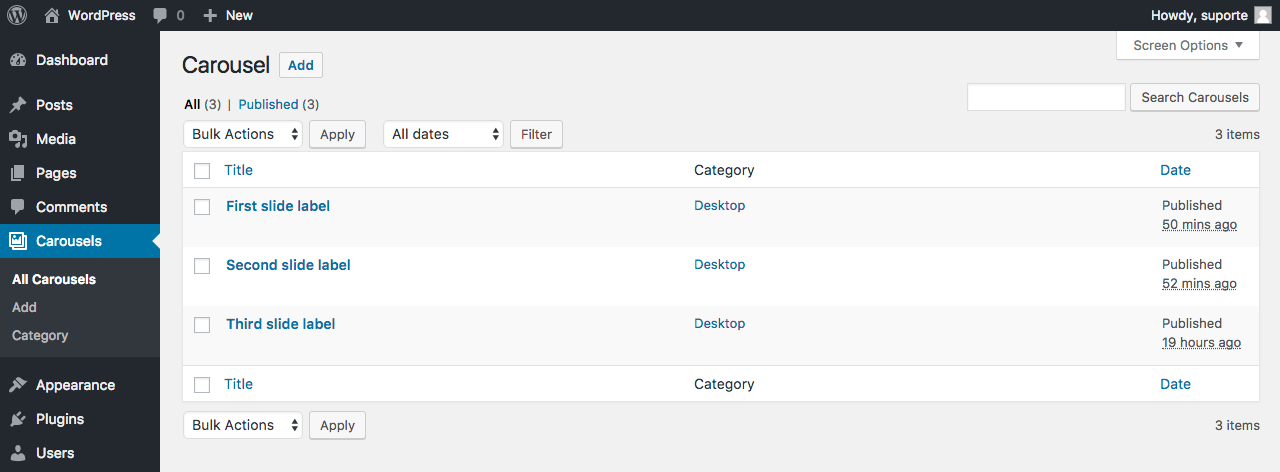 WordPress 0 New Howdy, suporte
Dashboard
Posts
Media
Pages
Comments
Carousels
All Carousels
Add
Category
Appearance
Plugins
Users
Screen Options
Carousel Add
All (3) | Published (3)
Search Carousels
Bulk Actions Apply All dates Filter 3 items
Title Category Date
First slide label Desktop Published
50 mins ago
Second slide label Desktop Published
52 mins ago
Third slide label Desktop Published
19 hours ago
Title Category Date
Bulk Actions Apply 3 items